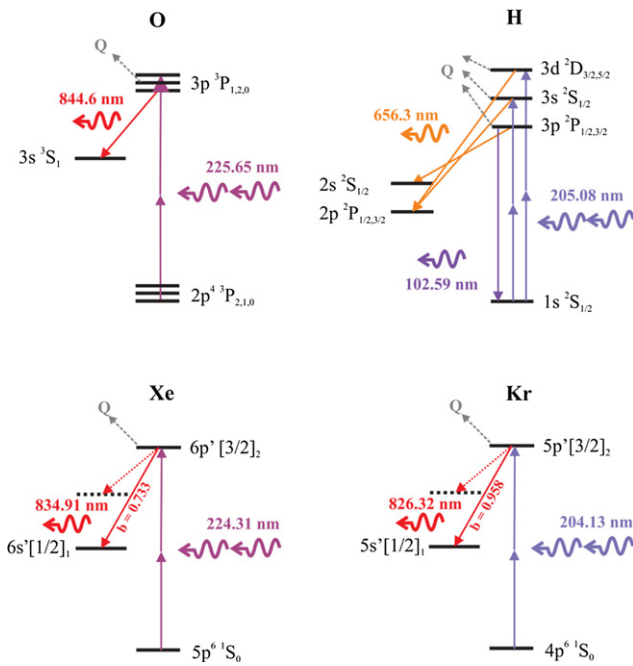 O
Q
3p ³P₁,₂,₀
844.6 nm
3s ³S₁
225.65 nm
2p⁴ ³P₂,₁,₀
H
Q
3d ²D₃/₂,₅/₂
3s ²S₁/₂
3p ²P₁/₂,₃/₂
656.3 nm
2s ²S₁/₂
2p ²P₁/₂,₃/₂
205.08 nm
102.59 nm
1s ²S₁/₂
Xe
Q
6p' [3/2]₂
834.91 nm
b = 0.733
6s'[1/2]₁
224.31 nm
5p⁶ ¹S₀
Kr
Q
5p'[3/2]₂
826.32 nm
b = 0.958
5s'[1/2]₁
204.13 nm
4p⁶ ¹S₀